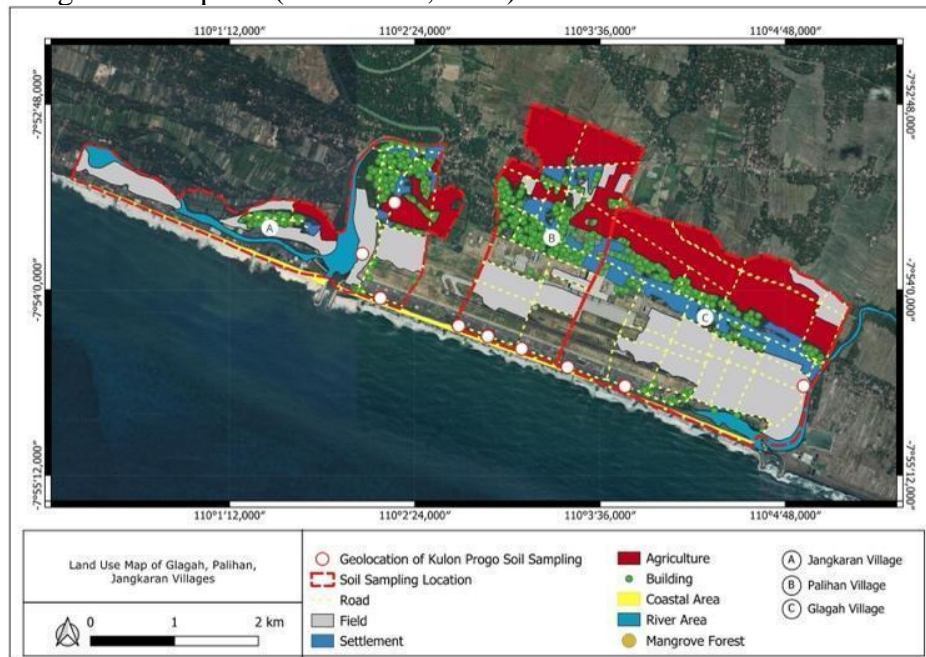 110°1'12,000"
110°2'24,000"
110°3'36,000"
110°4'48,000"
-7°52'48,000"
-7°52'48,000"
A
B
C
-7°54'0,000"
-7°54'0,000"
-7°55'12,000"
-7°55'12,000"
110°1'12,000"
110°2'24,000"
110°3'36,000"
110°4'48,000"
Land Use Map of Glagah, Palihan,
Jangkaran Villages
0 1 2 km
Geolocation of Kulon Progo Soil Sampling
Soil Sampling Location
Road
Field
Settlement
Agriculture
Building
Coastal Area
River Area
Mangrove Forest
A Jangkaran Village
B Palihan Village
C Glagah Village